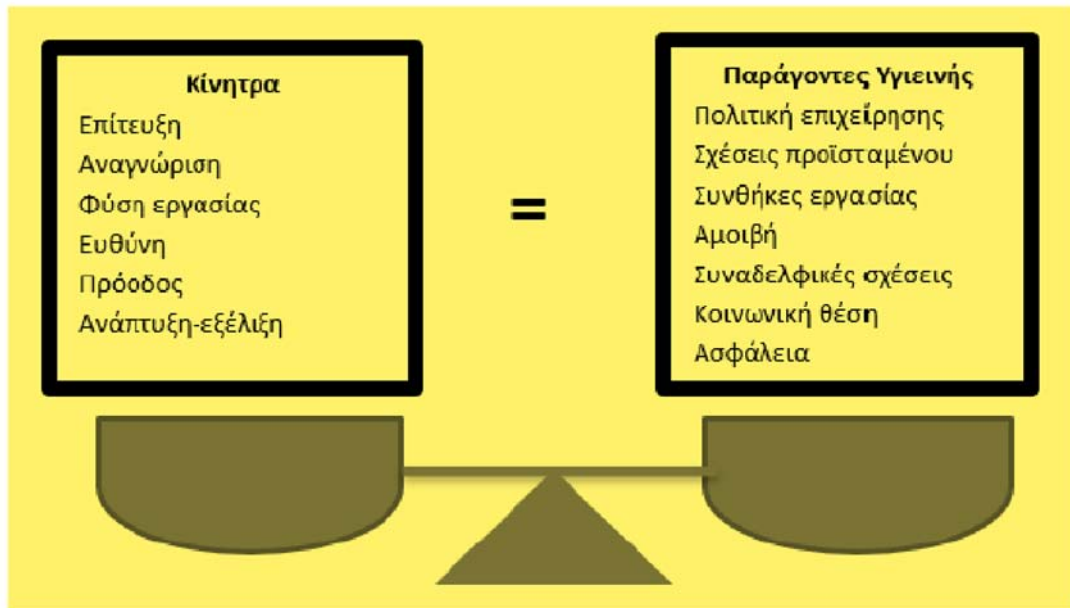 Κίνητρα
Επίτευξη
Αναγνώριση
Φύση εργασίας
Ευθύνη
Πρόοδος
Ανάπτυξη-εξέλιξη
=
Παράγοντες Υγιεινής
Πολιτική επιχείρησης
Σχέσεις προϊσταμένου
Συνθήκες εργασίας
Αμοιβή
Συναδελφικές σχέσεις
Κοινωνική θέση
Ασφάλεια